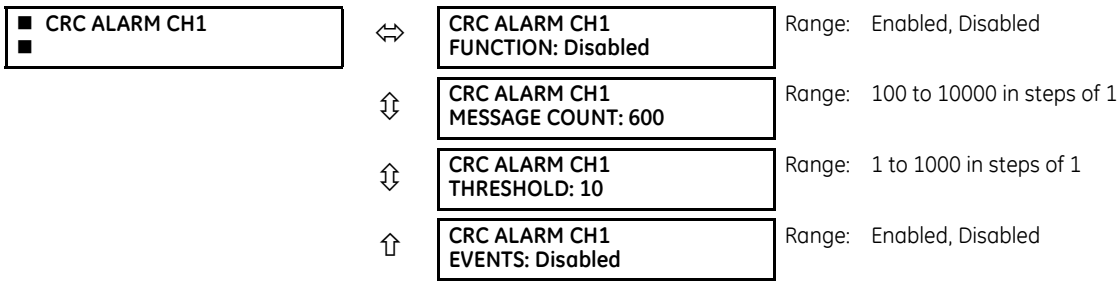 ■ CRC ALARM CH1
■
CRC ALARM CH1
FUNCTION: Disabled
Range: Enabled, Disabled
CRC ALARM CH1
MESSAGE COUNT: 600
Range: 100 to 10000 in steps of 1
CRC ALARM CH1
THRESHOLD: 10
Range: 1 to 1000 in steps of 1
CRC ALARM CH1
EVENTS: Disabled
Range: Enabled, Disabled